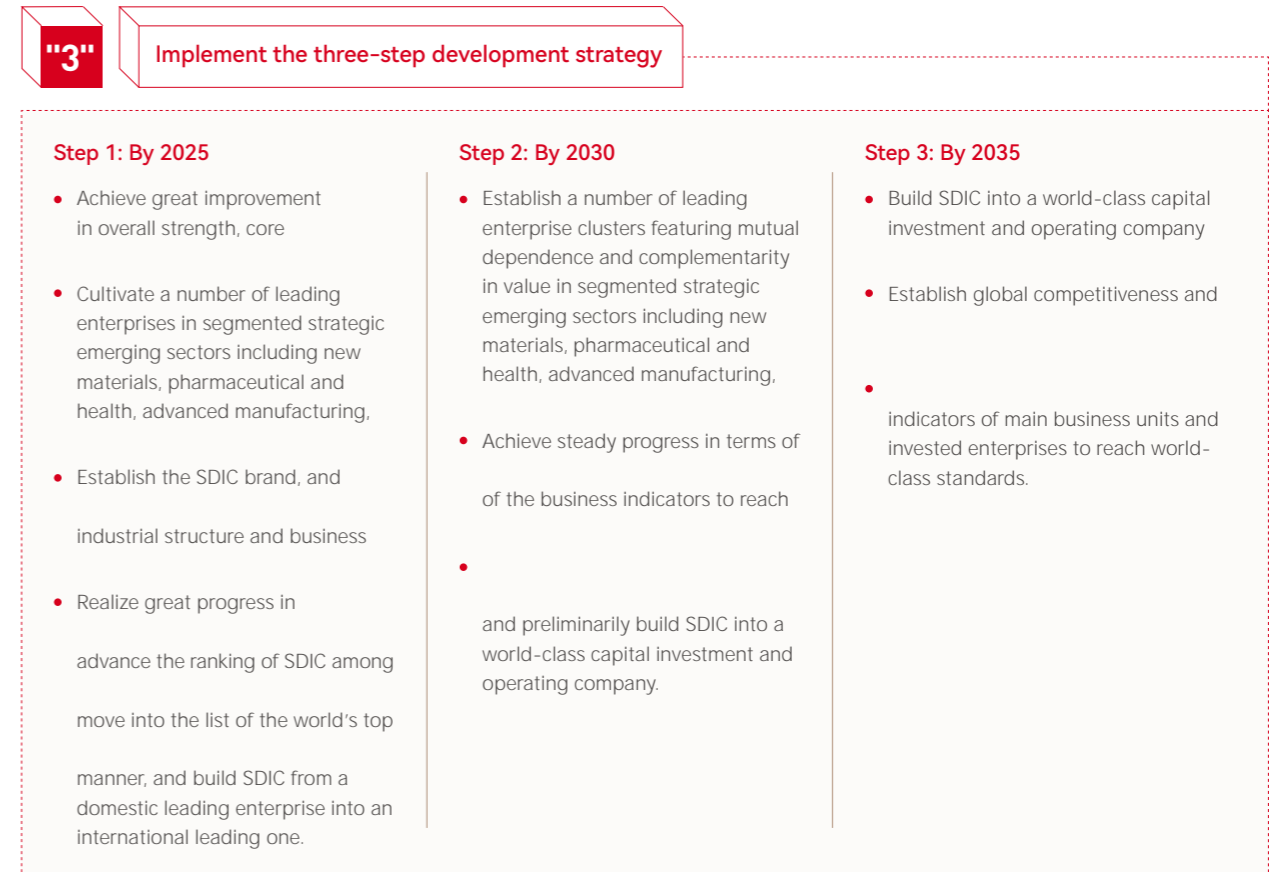 "3"
Implement the three-step development strategy
Step 1: By 2025
• Achieve great improvement
in overall strength, core
• Cultivate a number of leading
enterprises in segmented strategic
emerging sectors including new
materials, pharmaceutical and
health, advanced manufacturing,
• Establish the SDIC brand, and
industrial structure and business
• Realize great progress in
advance the ranking of SDIC among
move into the list of the world's top
manner, and build SDIC from a
domestic leading enterprise into an
international leading one.
Step 2: By 2030
• Establish a number of leading
enterprise clusters featuring mutual
dependence and complementarity
in value in segmented strategic
emerging sectors including new
materials, pharmaceutical and
health, advanced manufacturing,
• Achieve steady progress in terms of
of the business indicators to reach
•
and preliminarily build SDIC into a
world-class capital investment and
operating company.
Step 3: By 2035
• Build SDIC into a world-class capital
investment and operating company
• Establish global competitiveness and
•
indicators of main business units and
invested enterprises to reach world-
class standards.